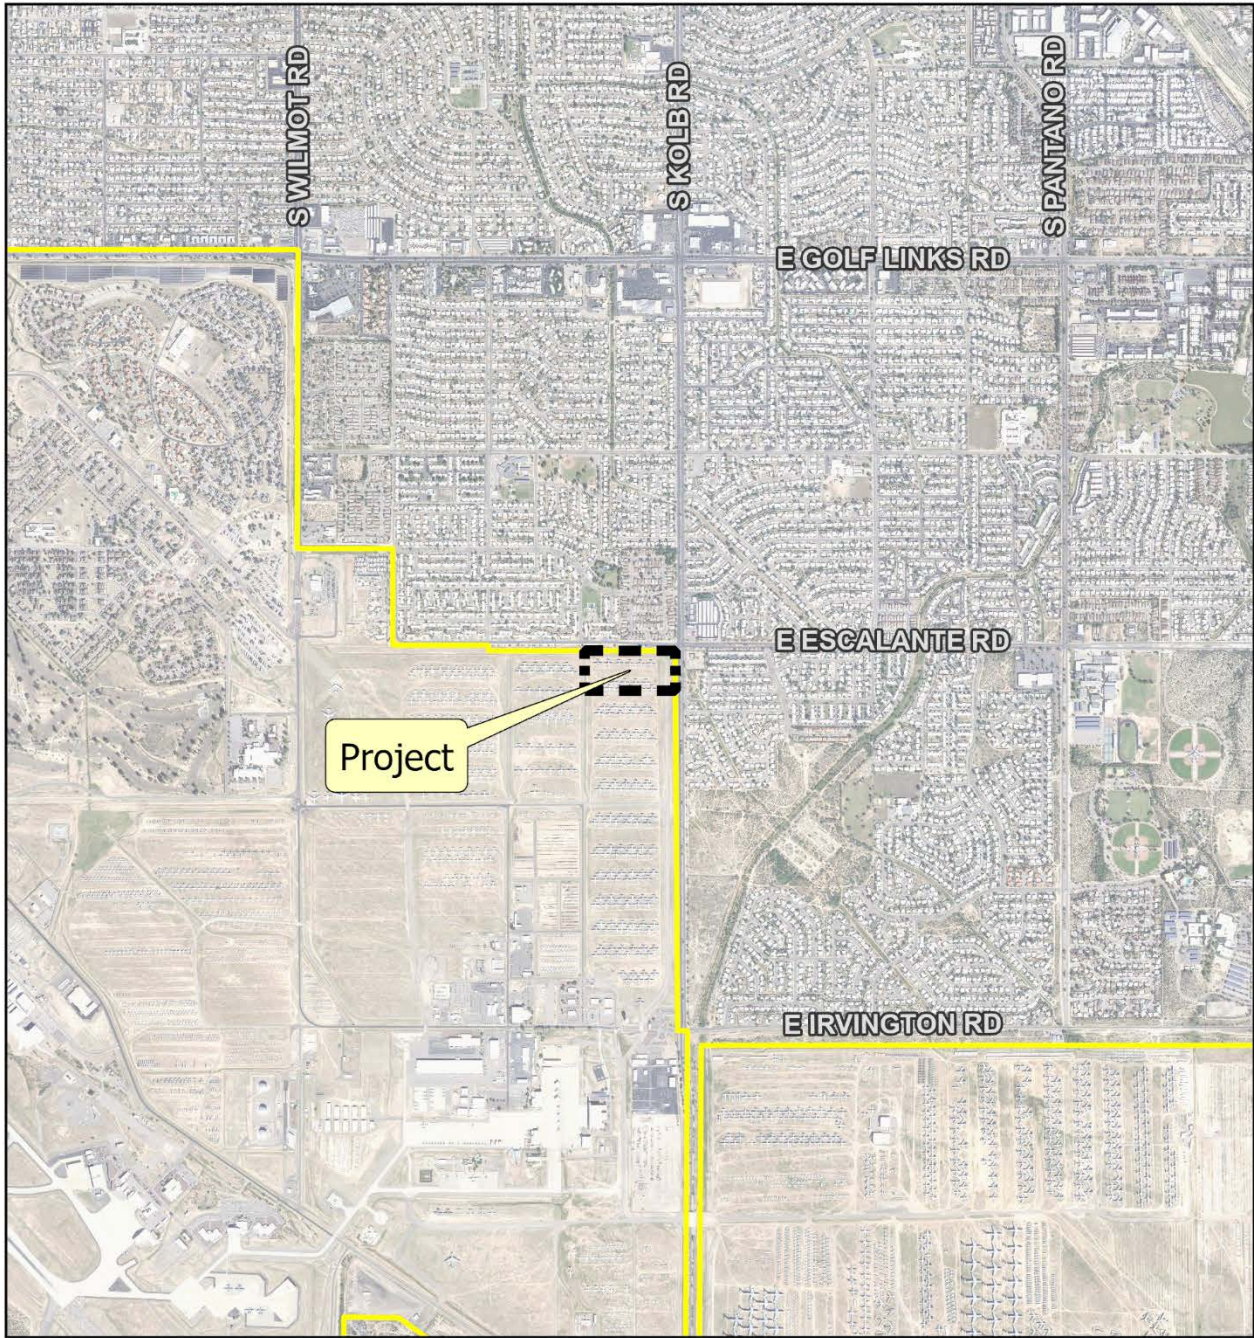 S WILMOT RD
S KOLB RD
S PANTANO RD
E GOLF LINKS RD
E ESCALANTE RD
Project
E IRVINGTON RD